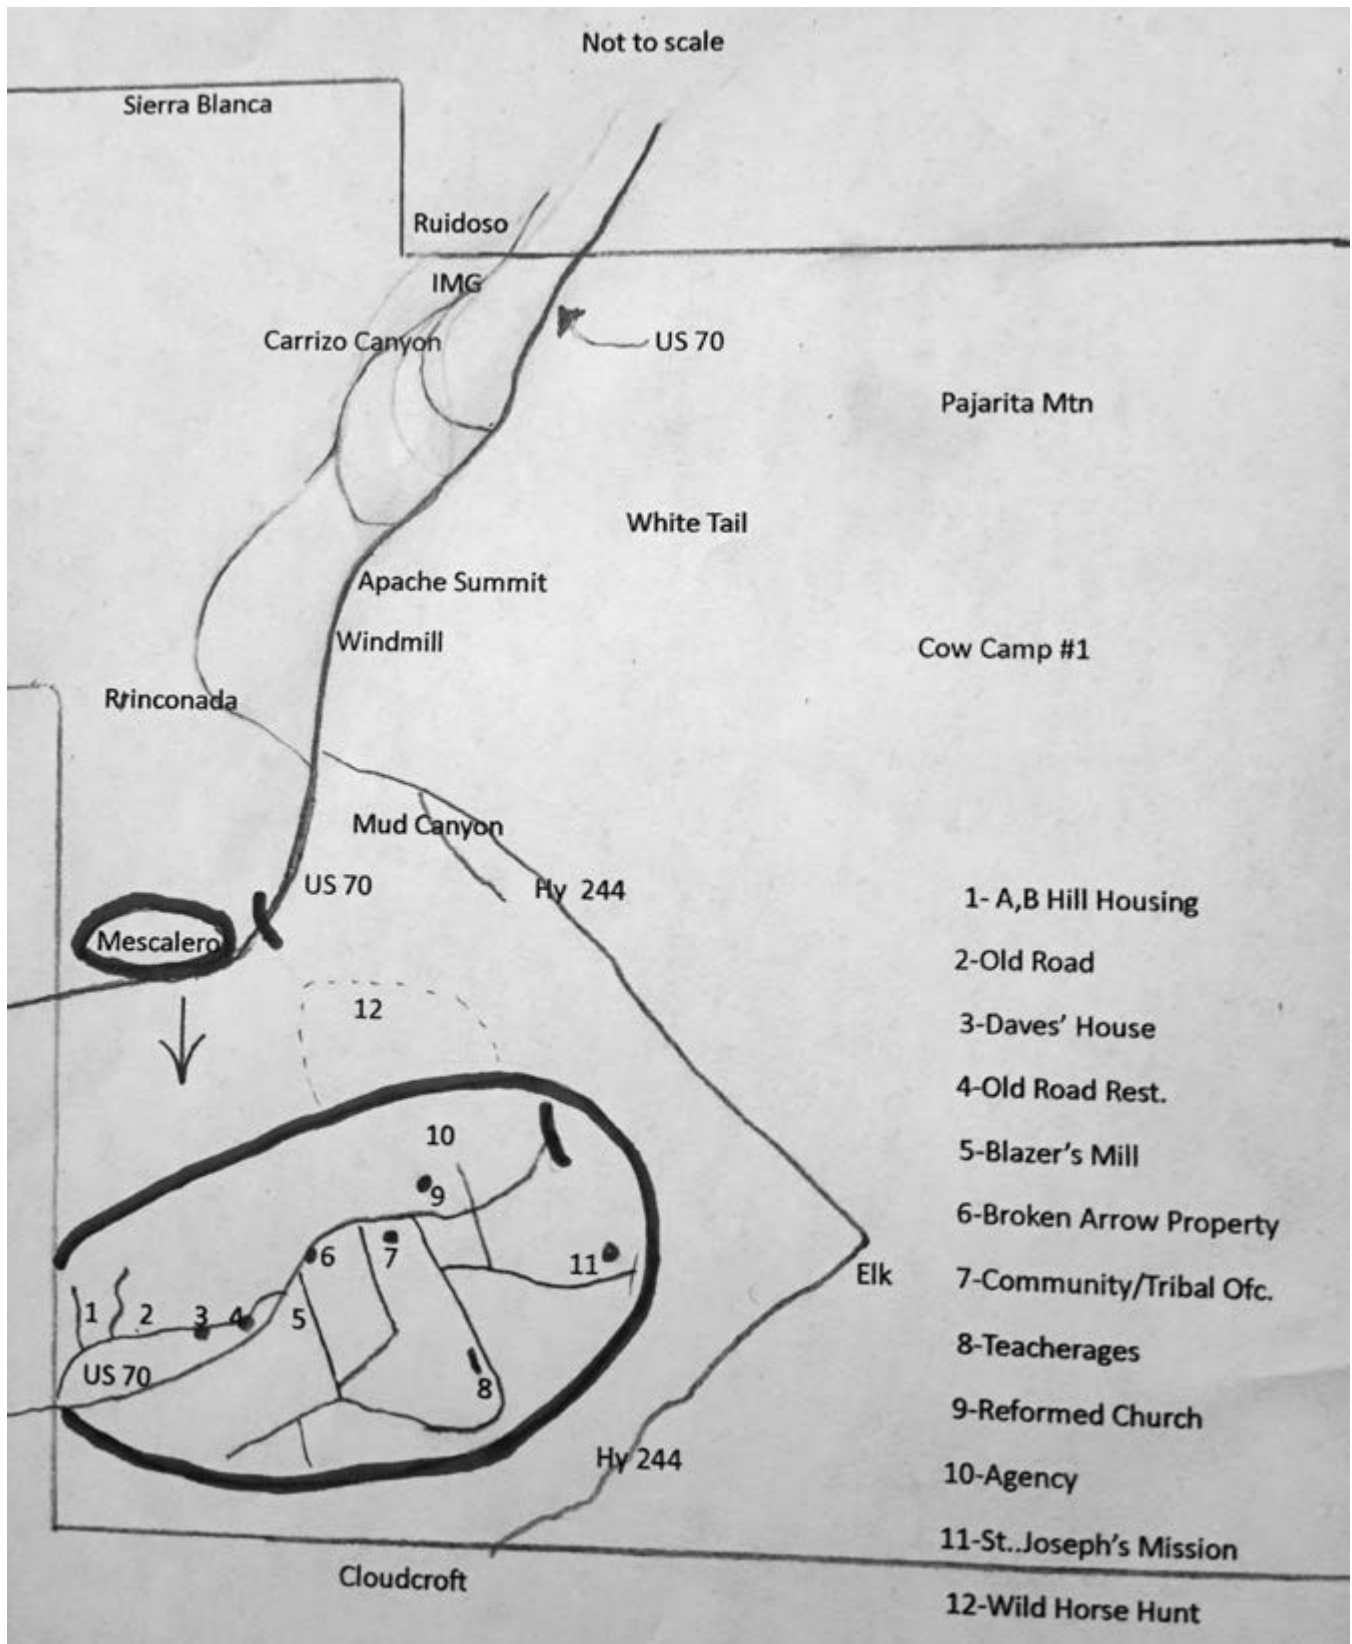 Not to scale
Sierra Blanca
Ruidoso
IMG
Carrizo Canyon
US 70
Pajarita Mtn
White Tail
Apache Summit
Windmill
Cow Camp #1
Rrinconada
Mud Canyon
US 70
Hy 244
Mescalero
12
10
9
6
7
11
1
2
3
4
5
US 70
8
Elk
Hy 244
Cloudcroft
1- A,B Hill Housing
2-Old Road
3-Daves’ House
4-Old Road Rest.
5-Blazer’s Mill
6-Broken Arrow Property
7-Community/Tribal Ofc.
8-Teacherages
9-Reformed Church
10-Agency
11-St..Joseph’s Mission
12-Wild Horse Hunt